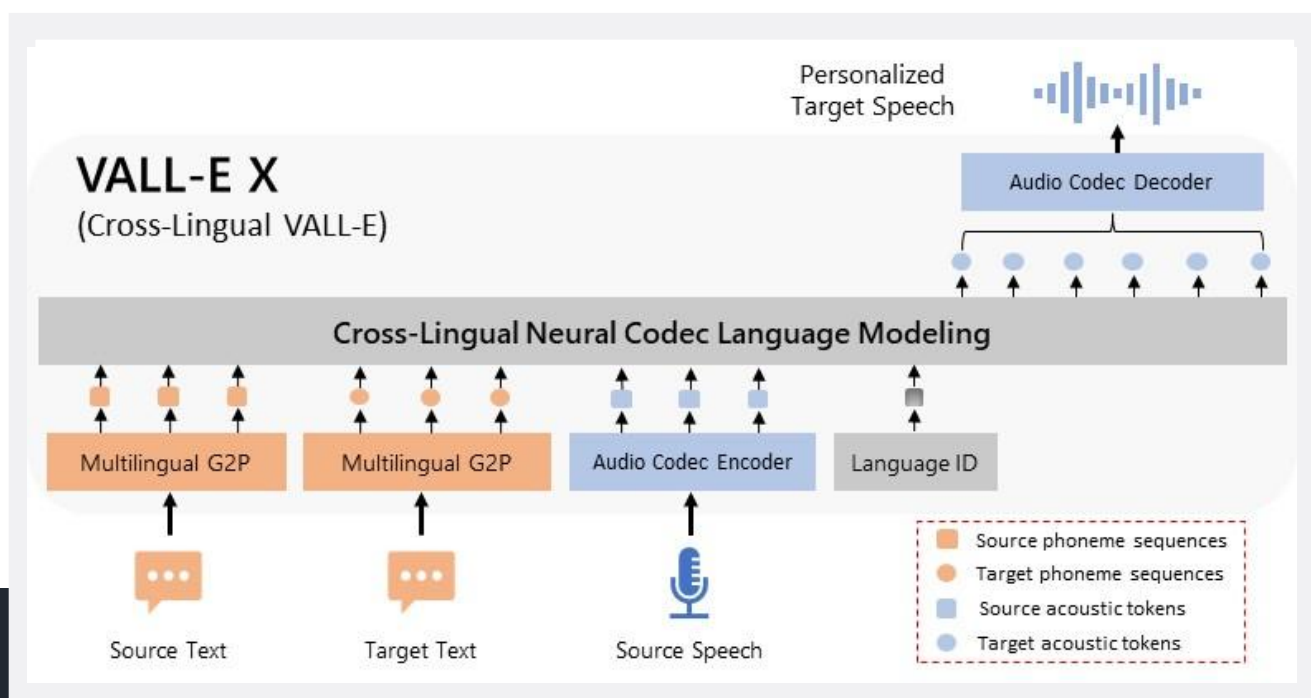 Personalized
Target Speech
VALL-E X
(Cross-Lingual VALL-E)
Audio Codec Decoder
Cross-Lingual Neural Codec Language Modeling
Multilingual G2P
Multilingual G2P
Audio Codec Encoder
Language ID
Source Text
Target Text
Source Speech
Source phoneme sequences
Target phoneme sequences
Source acoustic tokens
Target acoustic tokens